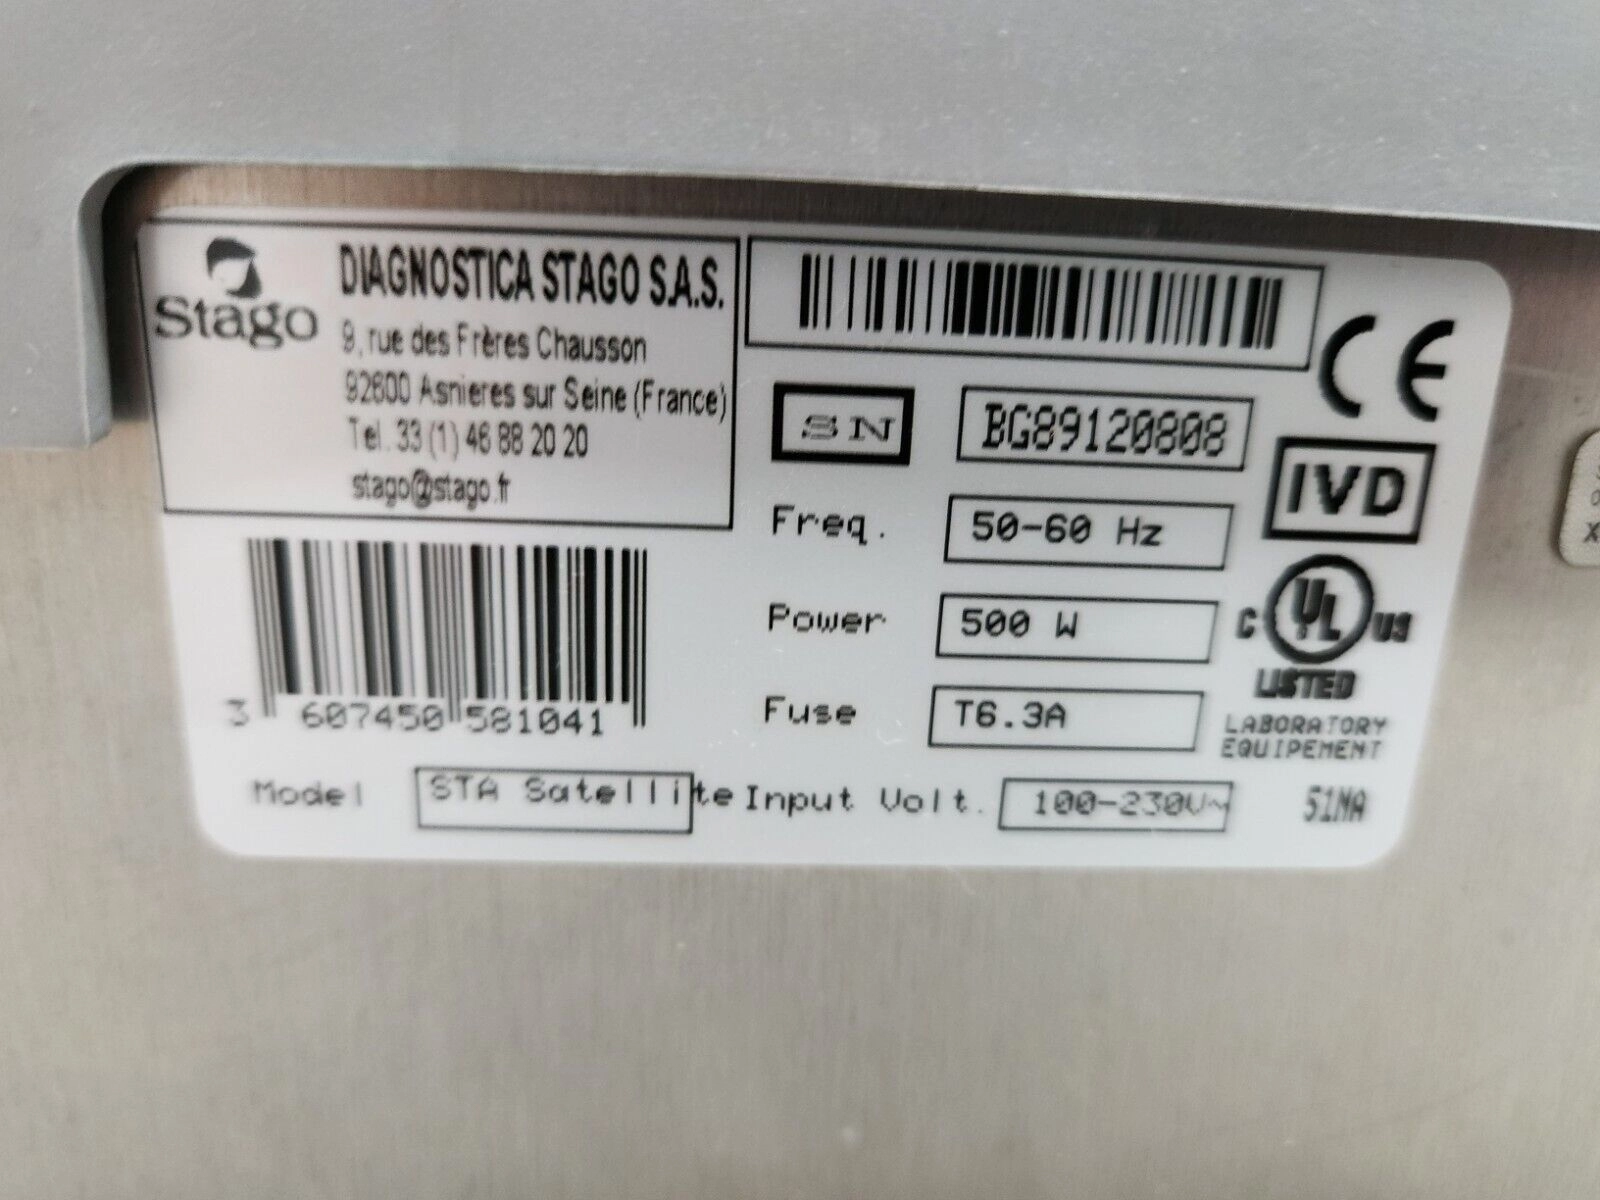 Stago
DIAGNOSTICA STAGO S.A.S.
9, rue des Frères Chausson
92600 Asnieres sur Seine (France)
Tel. 33 (1) 46 88 20 20
stago@stago.fr
3 607450 581041
Model STA Satellite
SN BG89120808
Freq. 50-60 Hz
Power 500 W
Fuse T6.3A
Input Volt. 100-230V~
CE
IVD
C UL US
LISTED
LABORATORY
EQUIPEMENT
51NA